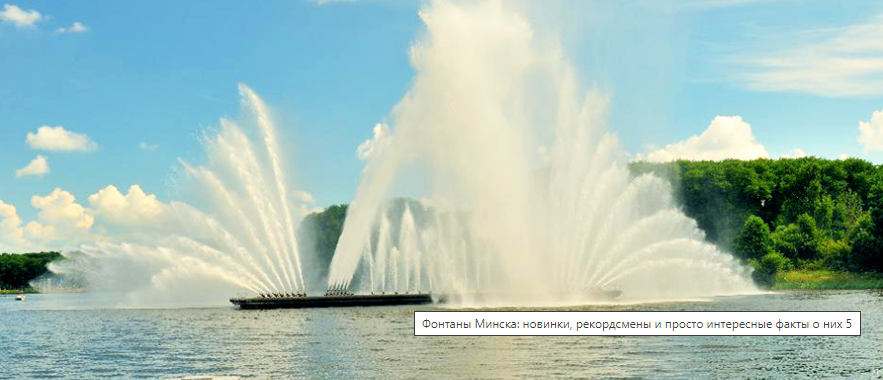 Фонтаны Минска: новинки, рекордсмены и просто интересные факты о них 5